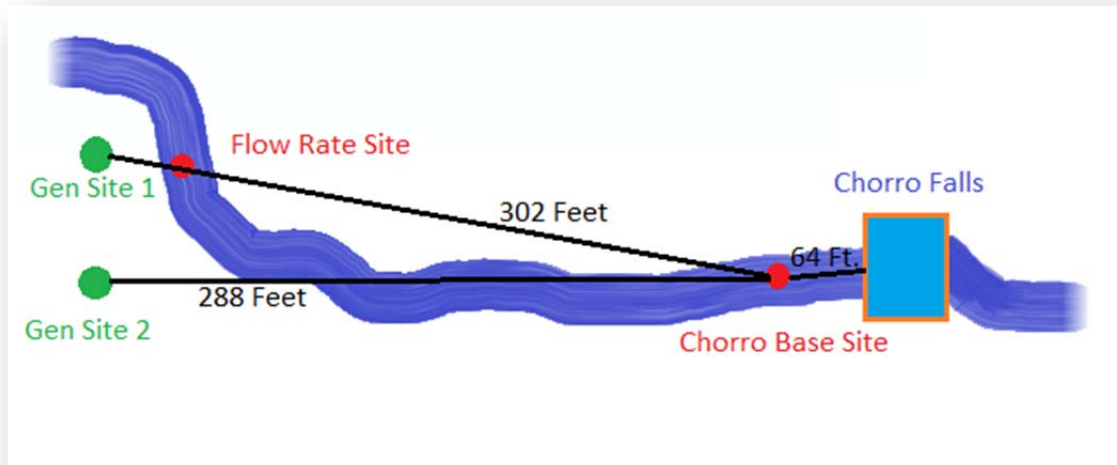 Flow Rate Site
Gen Site 1
Chorro Falls
302 Feet
64 Ft.
288 Feet
Gen Site 2
Chorro Base Site